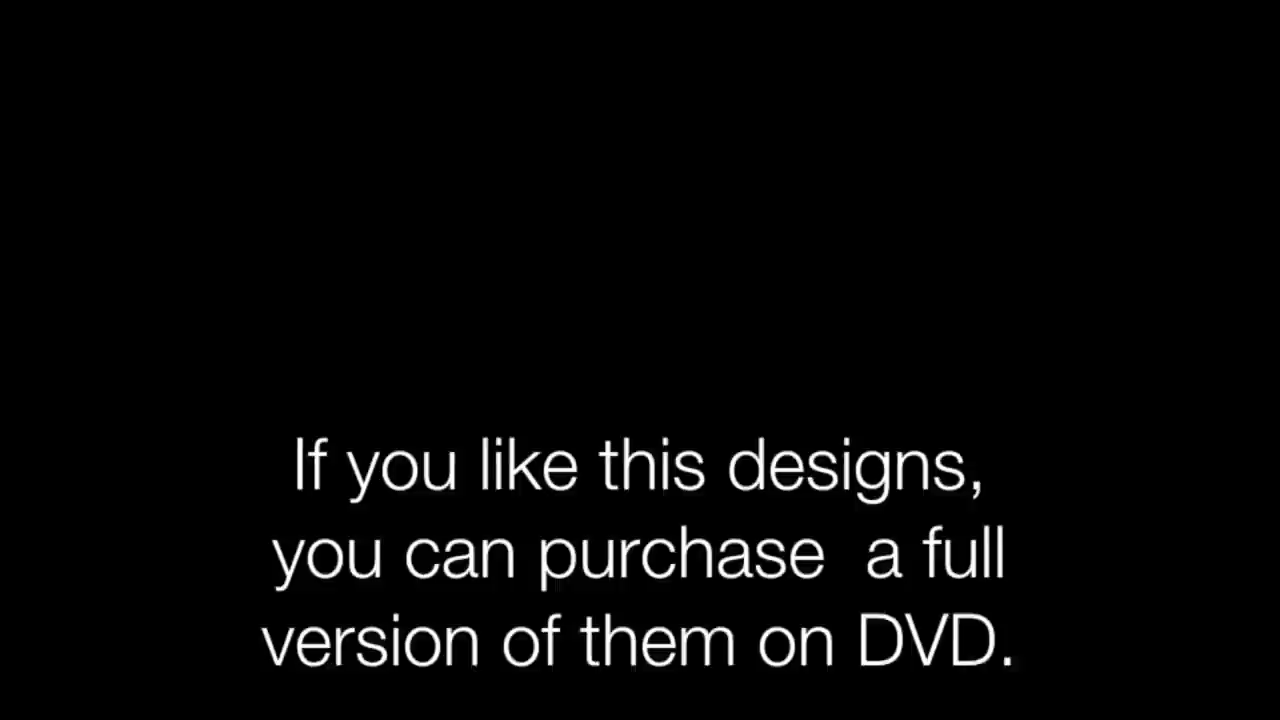 If you like this designs,
you can purchase  a full
version of them on DVD.